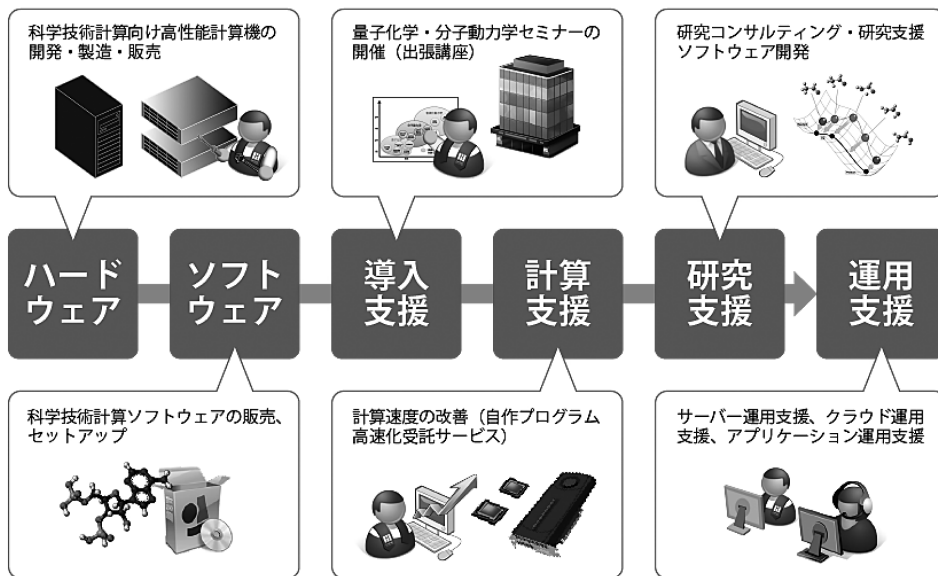 科学技術計算向け高性能計算機の
開発・製造・販売
量子化学・分子動力学セミナーの
開催（出張講座）
研究コンサルティング・研究支援
ソフトウェア開発
ハード
ウェア
ソフト
ウェア
導入
支援
計算
支援
研究
支援
運用
支援
科学技術計算ソフトウェアの販売、
セットアップ
計算速度の改善（自作プログラム
高速化受託サービス）
サーバー運用支援、クラウド運用
支援、アプリケーション運用支援